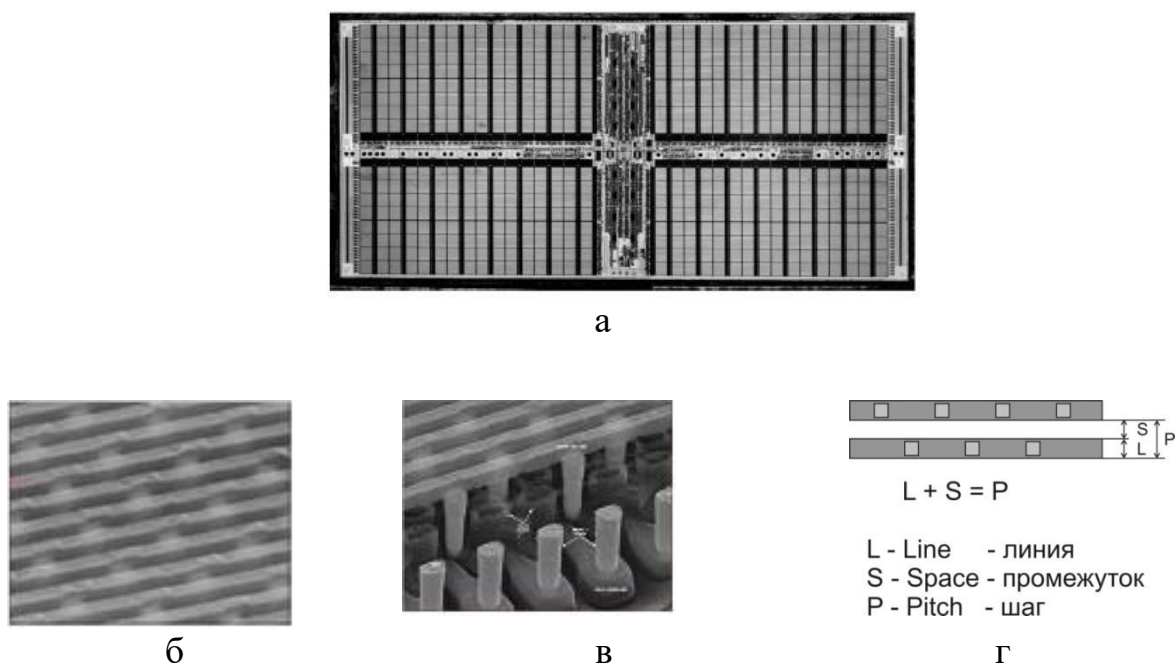 а
S
P
L
L + S = P
L - Line - линия
S - Space - промежуток
P - Pitch - шаг
б
в
г